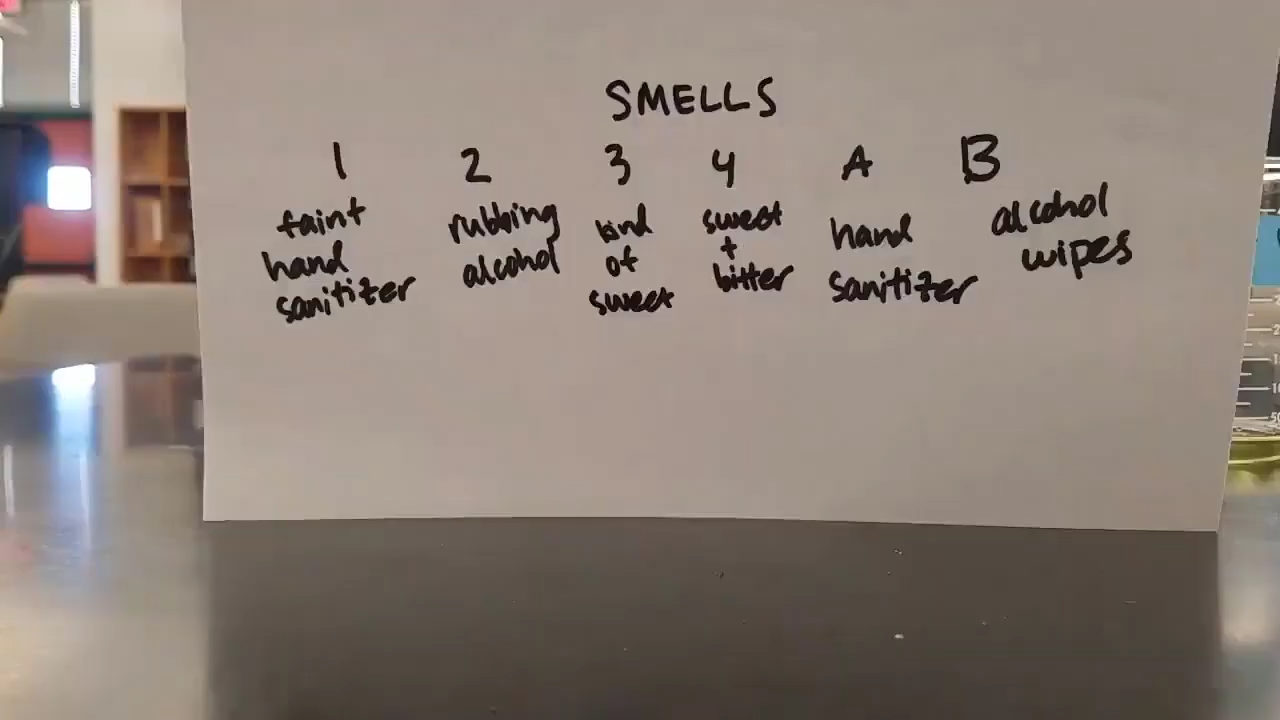 SMELLS
1 2 3 4 A B
faint hand sanitizer
rubbing alcohol
kind of sweet
sweet + bitter
hand sanitizer
alcohol wipes